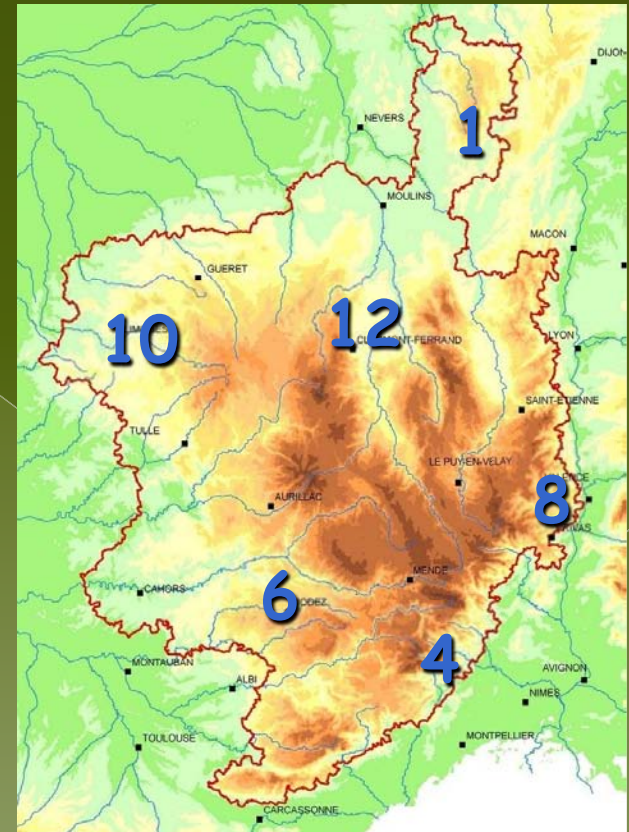 DIJON
1
NEVERS
MOULINS
MACON
GUERET
10
12
CLERMONT-FERRAND
LYON
SAINT-ETIENNE
TULLE
LE PUY-EN-VELAY
AURILLAC
8
MENDE
CAHORS
6
4
MONTAUBAN
ALBI
AVIGNON
NIMES
TOULOUSE
MONTPELLIER
CARCASSONNE